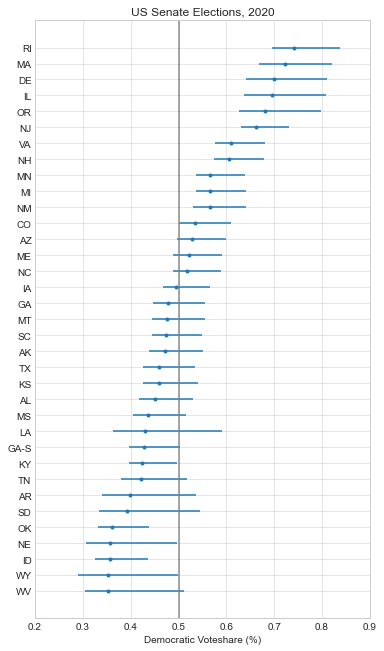 US Senate Elections, 2020
RI
MA
DE
IL
OR
NJ
VA
NH
MN
MI
NM
CO
AZ
ME
NC
IA
GA
MT
SC
AK
TX
KS
AL
MS
LA
GA-S
KY
TN
AR
SD
OK
NE
ID
WY
WV
0.2 0.3 0.4 0.5 0.6 0.7 0.8 0.9
Democratic Voteshare (%)